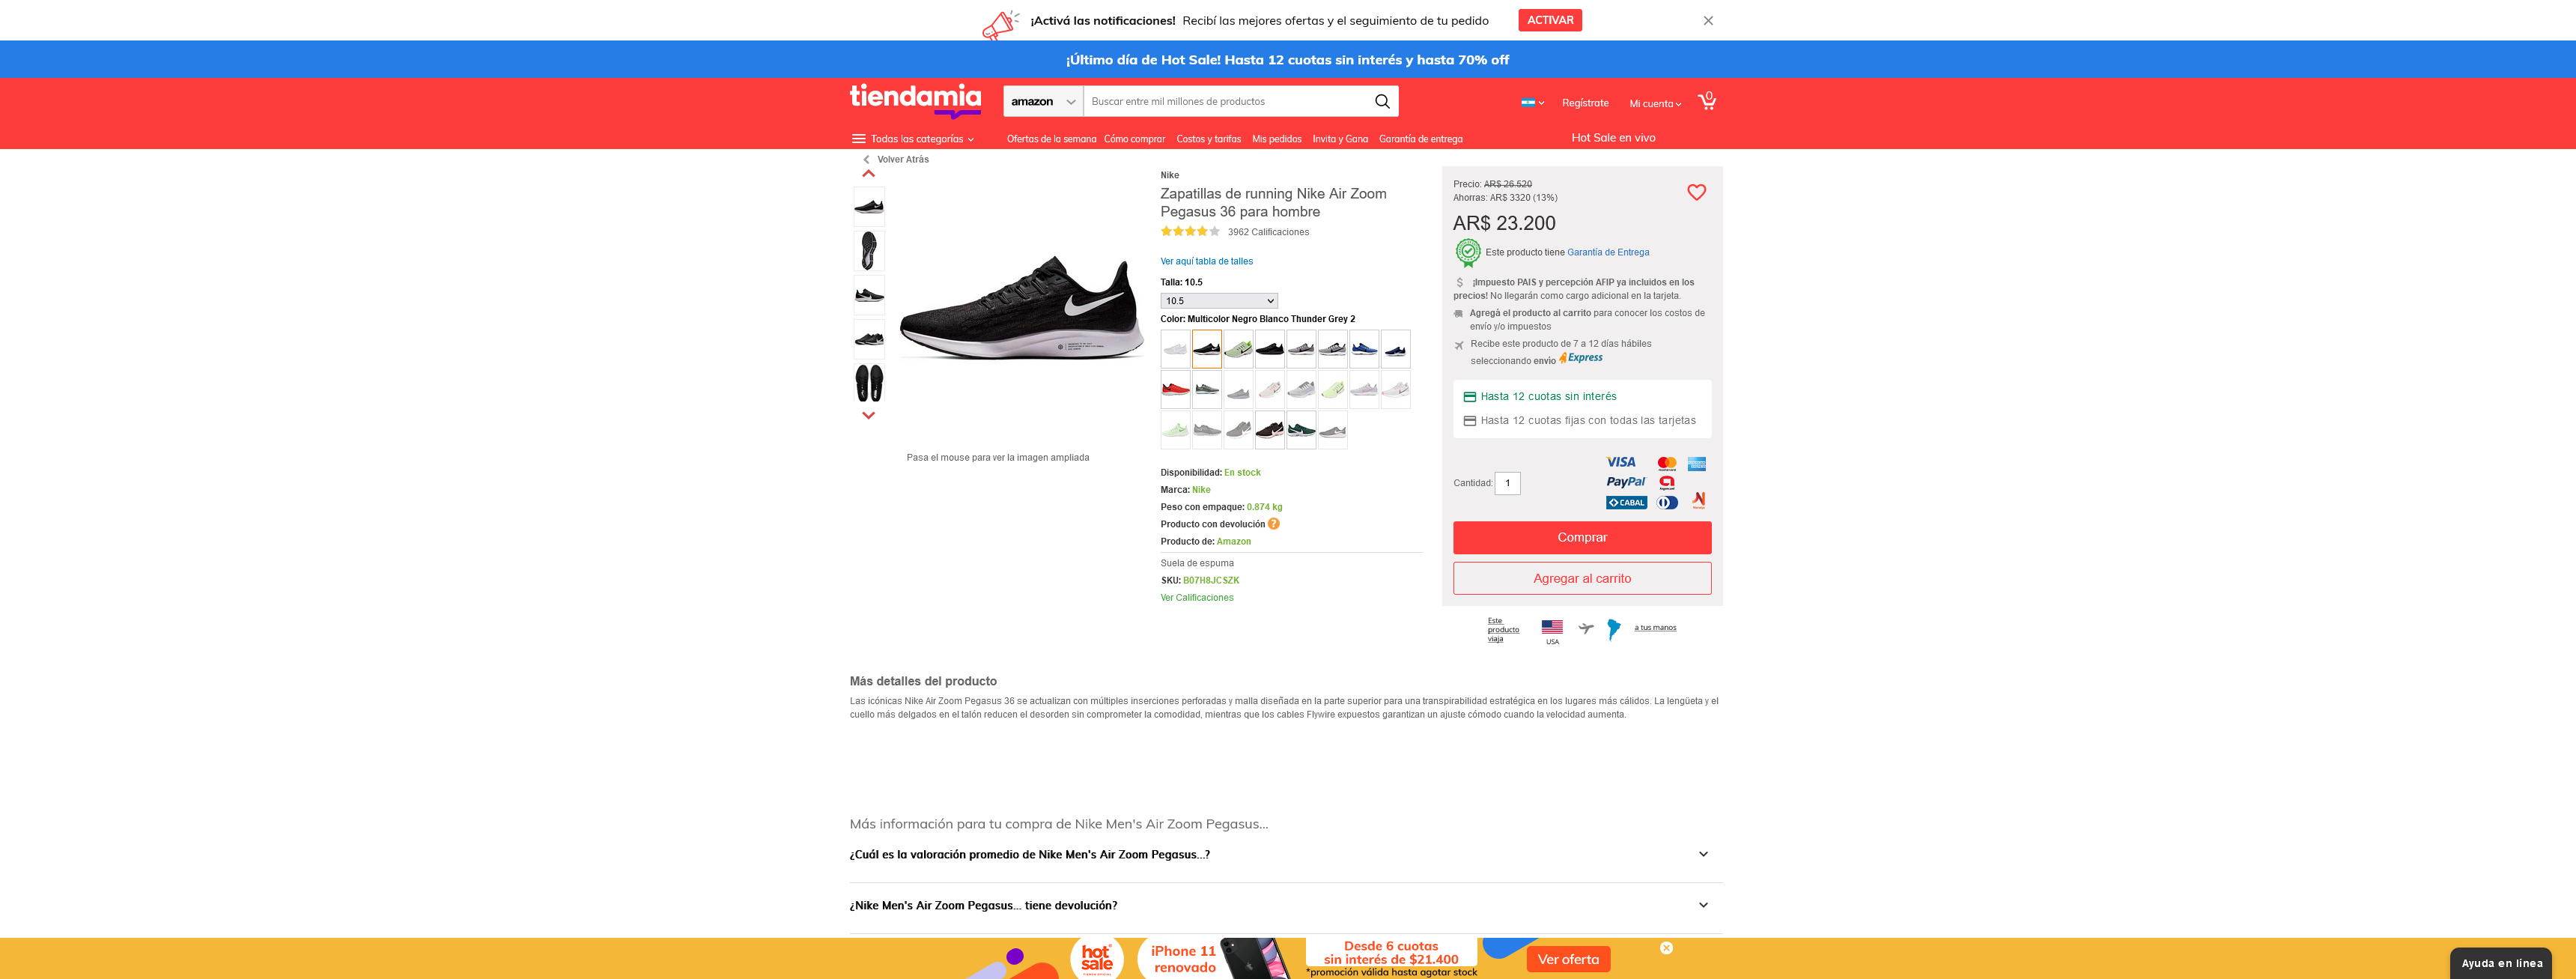 ¡Activá las notificaciones! Recibí las mejores ofertas y el seguimiento de tu pedido
ACTIVAR
¡Último día de Hot Sale! Hasta 12 cuotas sin interés y hasta 70% off
tiendamia
amazon
Buscar entre mil millones de productos
Regístrate
Mi cuenta
0
Todas las categorías
Ofertas de la semana
Cómo comprar
Costos y tarifas
Mis pedidos
Invita y Gana
Garantía de entrega
Hot Sale en vivo
Volver Atrás
Pasa el mouse para ver la imagen ampliada
Nike
Zapatillas de running Nike Air Zoom
Pegasus 36 para hombre
3962 Calificaciones
Ver aquí tabla de talles
Talla: 10.5
10.5
Color: Multicolor Negro Blanco Thunder Grey 2
Disponibilidad: En stock
Marca: Nike
Peso con empaque: 0.874 kg
Producto con devolución ?
Producto de: Amazon
Suela de espuma
SKU: B07H8JCSZK
Ver Calificaciones
Precio: AR$ 26.520
Ahorras: AR$ 3320 (13%)
AR$ 23.200
Este producto tiene Garantía de Entrega
$ ¡Impuesto PAIS y percepción AFIP ya incluidos en los
precios! No llegarán como cargo adicional en la tarjeta.
Agregá el producto al carrito para conocer los costos de
envío y/o impuestos
Recibe este producto de 7 a 12 días hábiles
seleccionando envio Express
Hasta 12 cuotas sin interés
Hasta 12 cuotas fijas con todas las tarjetas
Cantidad: 1
VISA
PayPal
CABAL
Comprar
Agregar al carrito
Este
producto
viaja
USA
a tus manos
Más detalles del producto
Las icónicas Nike Air Zoom Pegasus 36 se actualizan con múltiples inserciones perforadas y malla diseñada en la parte superior para una transpirabilidad estratégica en los lugares más cálidos. La lengüeta y el
cuello más delgados en el talón reducen el desorden sin comprometer la comodidad, mientras que los cables Flywire expuestos garantizan un ajuste cómodo cuando la velocidad aumenta.
Más información para tu compra de Nike Men's Air Zoom Pegasus...
¿Cuál es la valoración promedio de Nike Men's Air Zoom Pegasus...?
¿Nike Men's Air Zoom Pegasus... tiene devolución?
hot
sale
iPhone 11
renovado
Desde 6 cuotas
sin interés de $21.400
*promoción válida hasta agotar stock
Ver oferta
Ayuda en línea